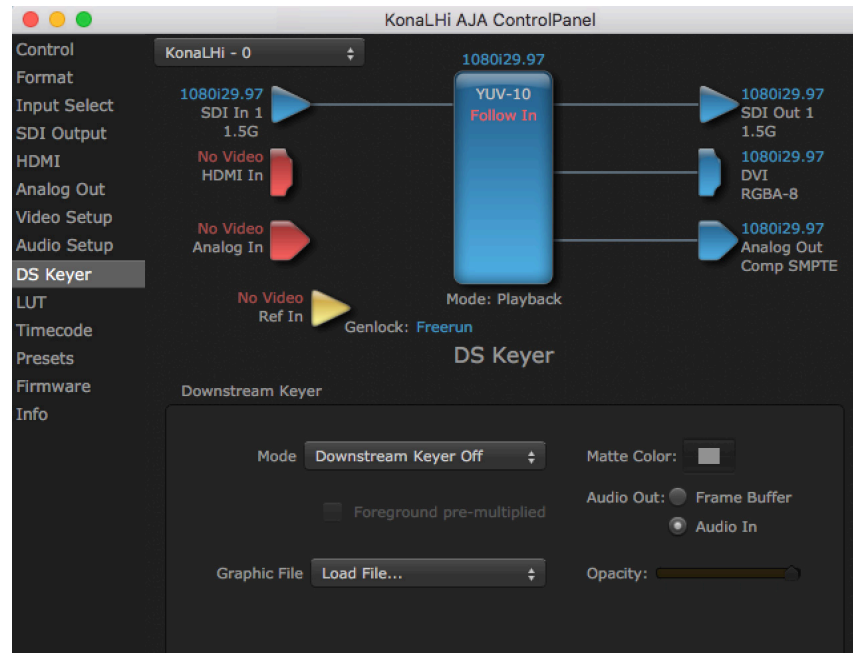 KonaLHi AJA ControlPanel
Control
Format
Input Select
SDI Output
HDMI
Analog Out
Video Setup
Audio Setup
DS Keyer
LUT
Timecode
Presets
Firmware
Info
KonaLHi - 0
1080i29.97
1080i29.97
SDI In 1
1.5G
No Video
HDMI In
No Video
Analog In
No Video
Ref In
YUV-10
Follow In
1080i29.97
SDI Out 1
1.5G
1080i29.97
DVI
RGBA-8
1080i29.97
Analog Out
Comp SMPTE
Mode: Playback
Genlock: Freerun
DS Keyer
Downstream Keyer
Mode Downstream Keyer Off
Foreground pre-multiplied
Graphic File Load File...
Matte Color:
Audio Out: Frame Buffer
Audio In
Opacity: